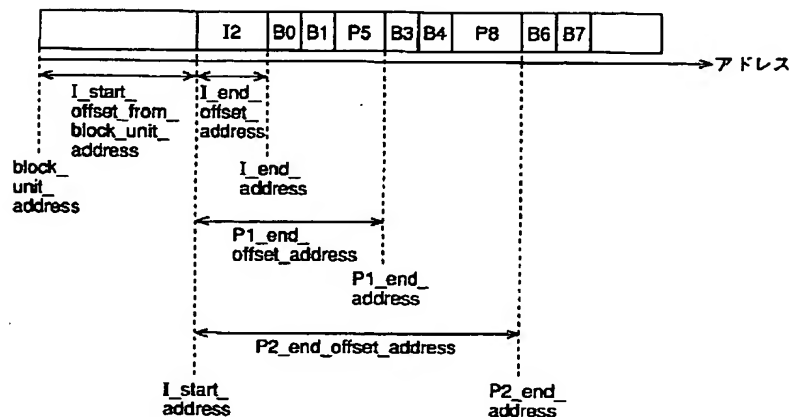 I2 B0 B1 P5 B3 B4 P8 B6 B7
アドレス
I_start_
offset_from_
block_unit_
address
I_end_
offset_
address
block_
unit_
address
I_end_
address
P1_end_
offset_address
P1_end_
address
P2_end_offset_address
I_start_
address
P2_end_
address